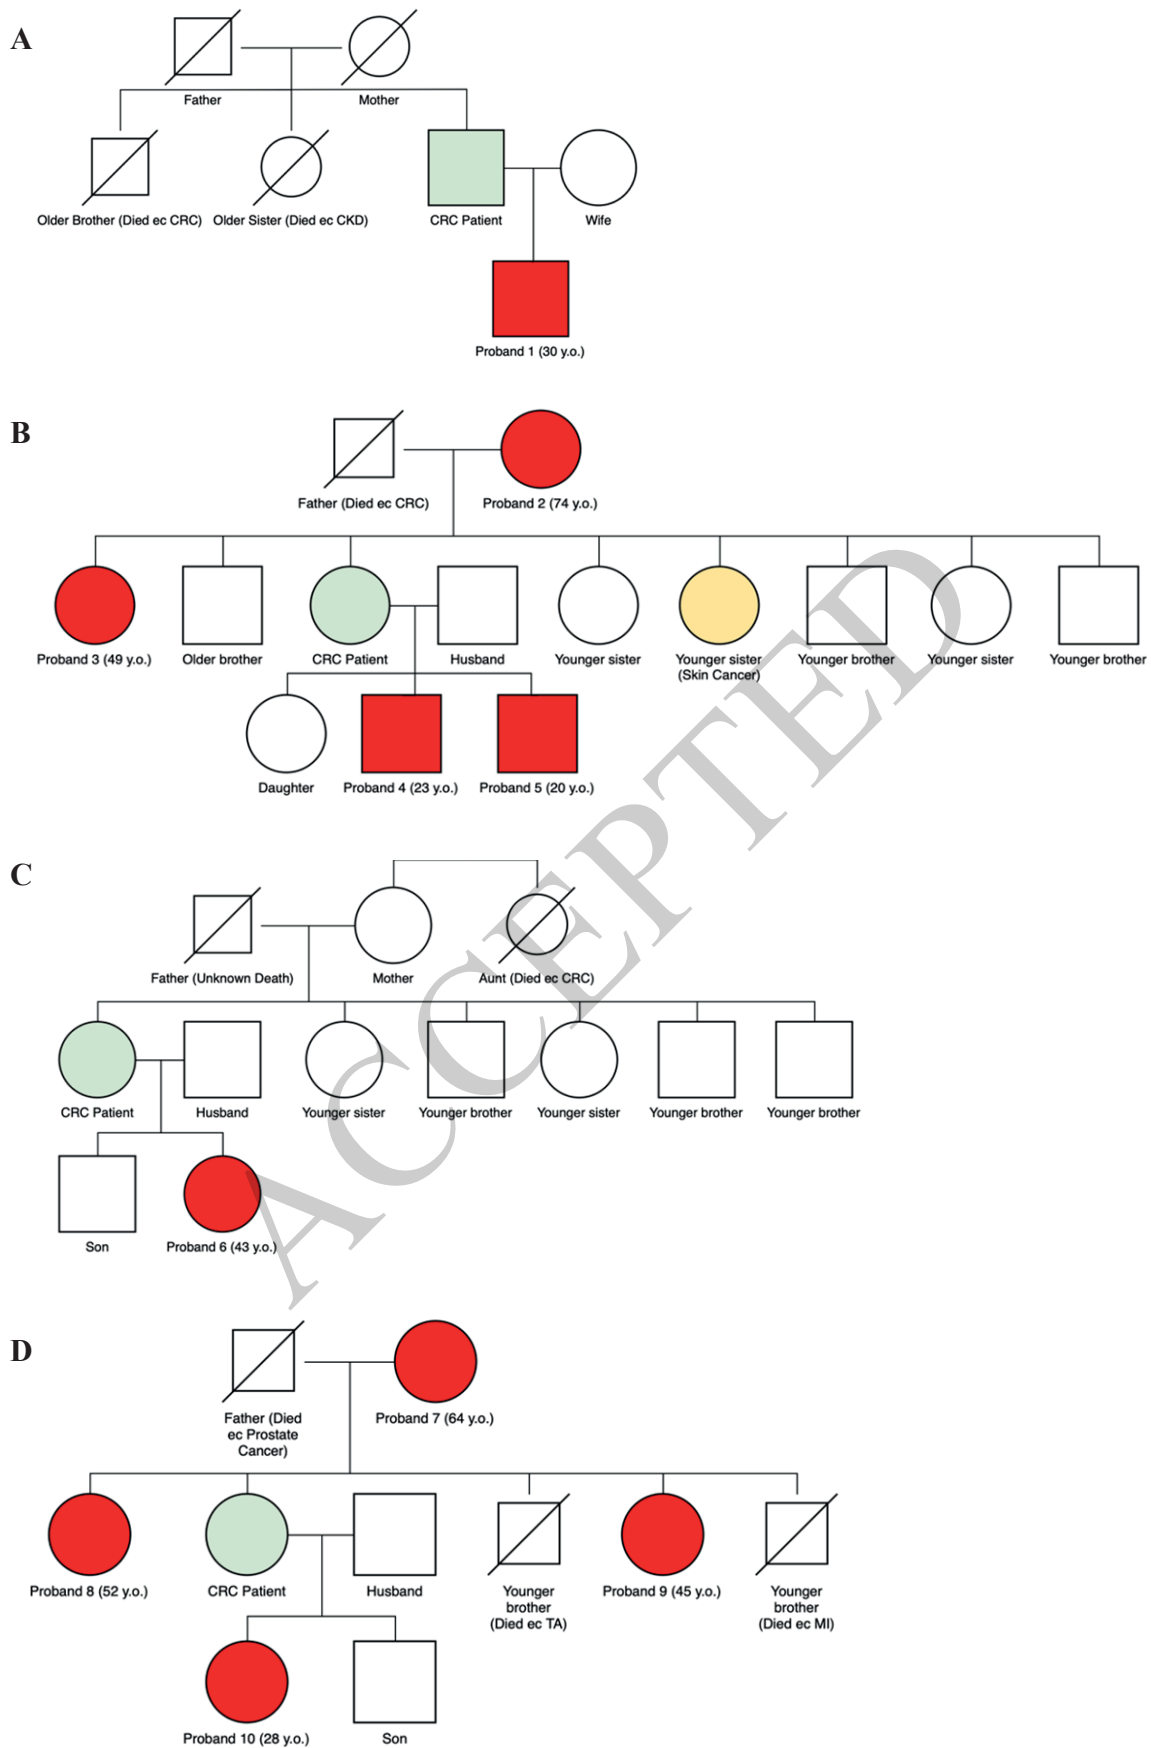 A
Father
Mother
Older Brother (Died ec CRC)
Older Sister (Died ec CKD)
CRC Patient
Wife
Proband 1 (30 y.o.)
B
Father (Died ec CRC)
Proband 2 (74 y.o.)
Proband 3 (49 y.o.)
Older brother
CRC Patient
Husband
Younger sister
Younger sister
(Skin Cancer)
Younger brother
Younger sister
Younger brother
Daughter
Proband 4 (23 y.o.)
Proband 5 (20 y.o.)
C
Father (Unknown Death)
Mother
Aunt (Died ec CRC)
CRC Patient
Husband
Younger sister
Younger brother
Younger sister
Younger brother
Younger brother
Son
Proband 6 (43 y.o.)
D
Father (Died
ec Prostate
Cancer)
Proband 7 (64 y.o.)
Proband 8 (52 y.o.)
CRC Patient
Husband
Younger
brother
(Died ec TA)
Proband 9 (45 y.o.)
Younger
brother
(Died ec MI)
Proband 10 (28 y.o.)
Son
ACCEPTED